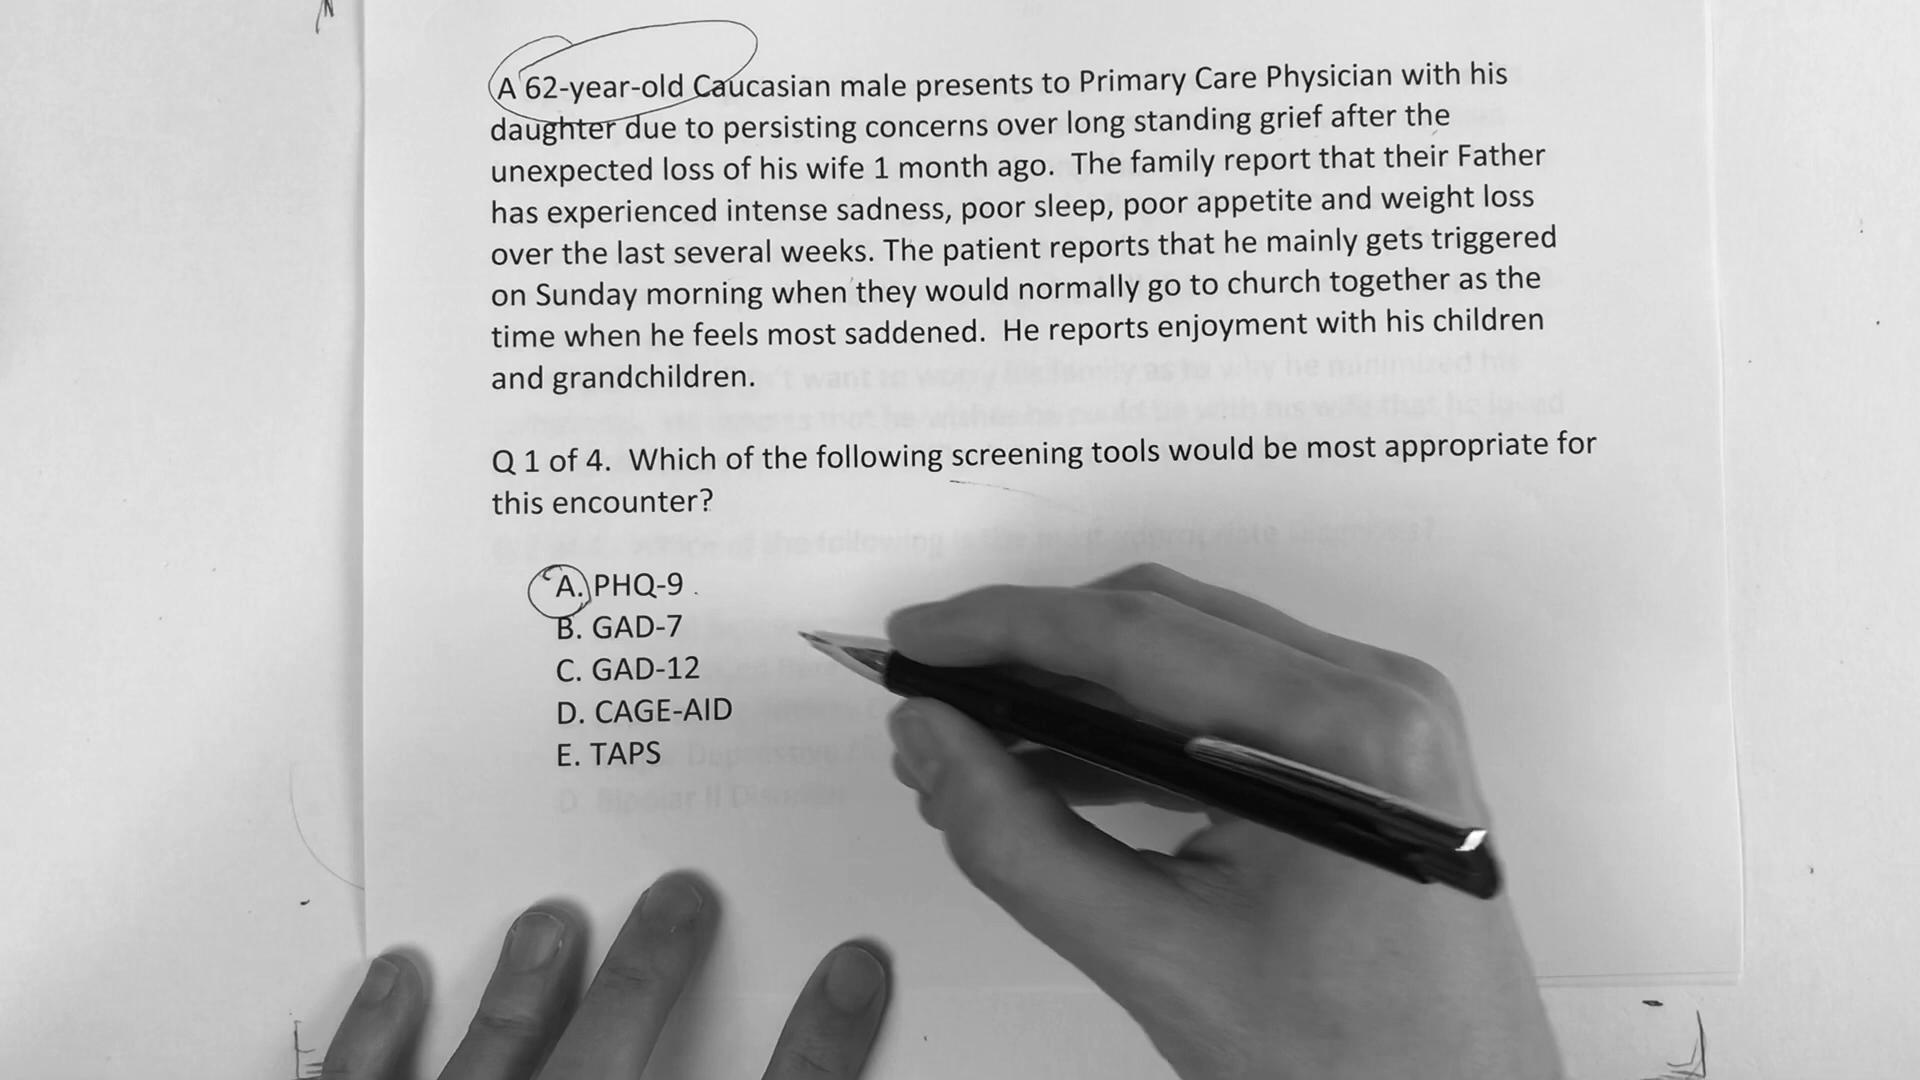 A 62-year-old Caucasian male presents to Primary Care Physician with his
daughter due to persisting concerns over long standing grief after the
unexpected loss of his wife 1 month ago. The family report that their Father
has experienced intense sadness, poor sleep, poor appetite and weight loss
over the last several weeks. The patient reports that he mainly gets triggered
on Sunday morning when they would normally go to church together as the
time when he feels most saddened. He reports enjoyment with his children
and grandchildren.
Q 1 of 4. Which of the following screening tools would be most appropriate for
this encounter?
A. PHQ-9
B. GAD-7
C. GAD-12
D. CAGE-AID
E. TAPS